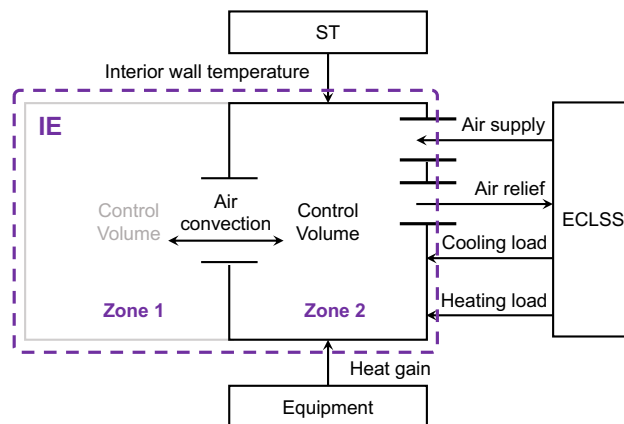 ST
Interior wall temperature
IE
Air supply
Air relief
ECLSS
Control
Volume
Air
convection
Control
Volume
Cooling load
Zone 1
Zone 2
Heating load
Heat gain
Equipment